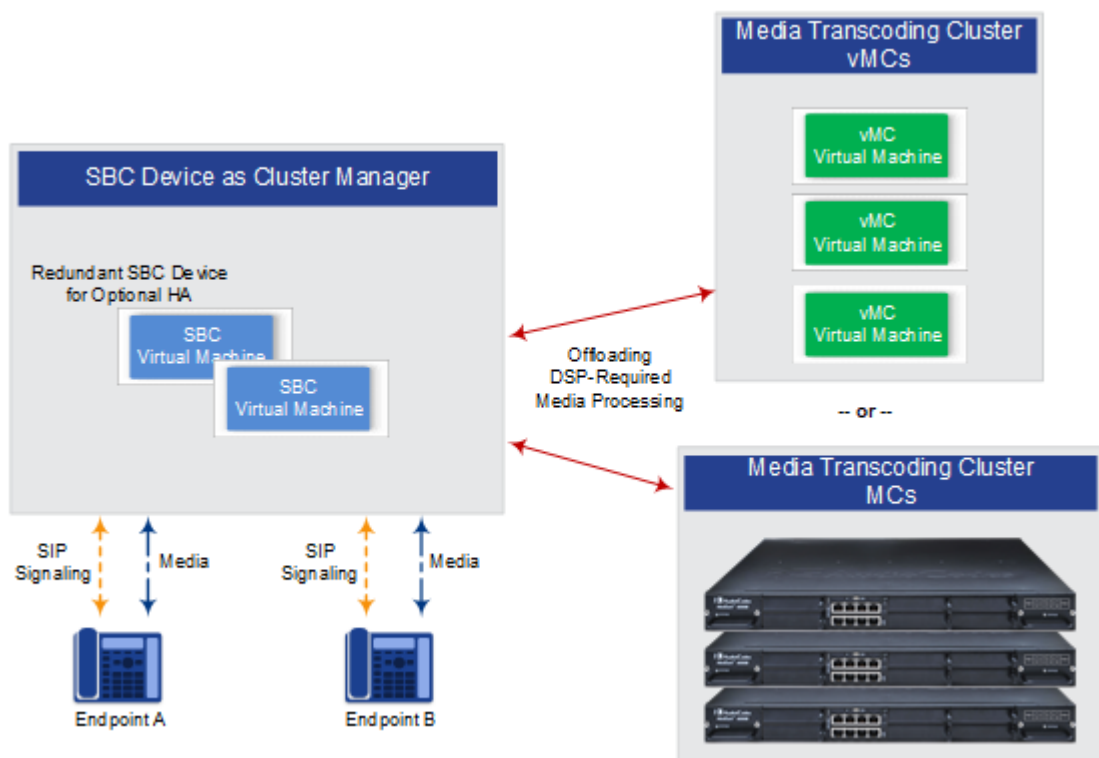 Media Transcoding Cluster
vMCs
vMC
Virtual Machine
vMC
Virtual Machine
vMC
Virtual Machine
SBC Device as Cluster Manager
Redundant SBC Device
for Optional HA
SBC
Virtual Machine
SBC
Virtual Machine
Offloading
DSP-Required
Media Processing
-- or --
Media Transcoding Cluster
MCs
SIP
Signaling
Media
SIP
Signaling
Media
Endpoint A
Endpoint B